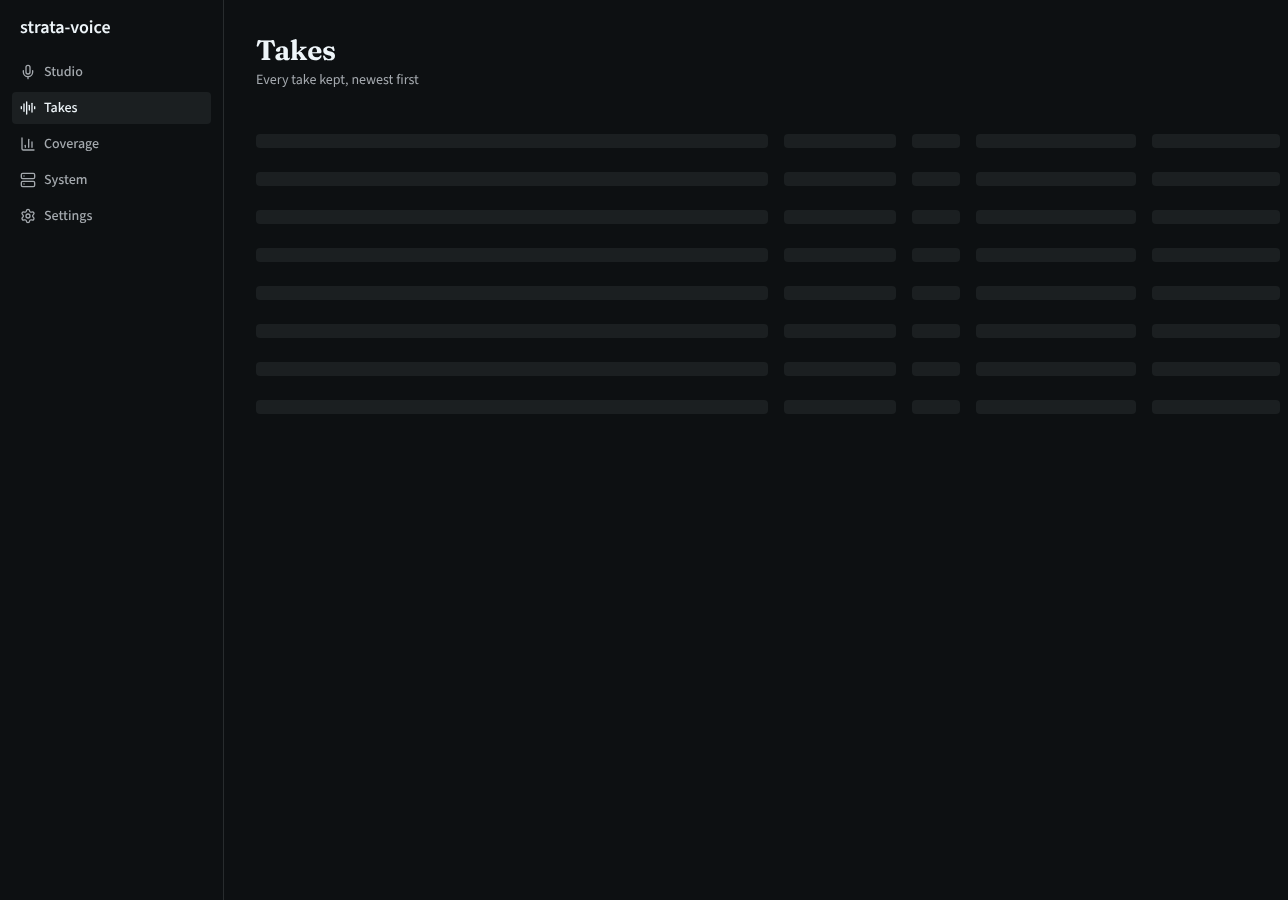 strata-voice
Studio
Takes
Coverage
System
Settings
Takes
Every take kept, newest first